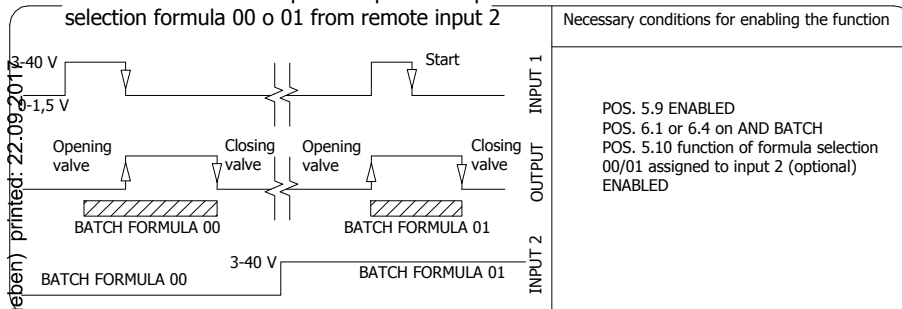 selection formula 00 o 01 from remote input 2
Necessary conditions for enabling the function
3-40 V
0-1,5 V
Start
INPUT 1
Opening valve
Closing valve
Opening valve
Closing valve
OUTPUT
BATCH FORMULA 00
BATCH FORMULA 01
3-40 V
BATCH FORMULA 00
BATCH FORMULA 01
INPUT 2
POS. 5.9 ENABLED
POS. 6.1 or 6.4 on AND BATCH
POS. 5.10 function of formula selection
00/01 assigned to input 2 (optional)
ENABLED
eben) printed: 22.09.2017